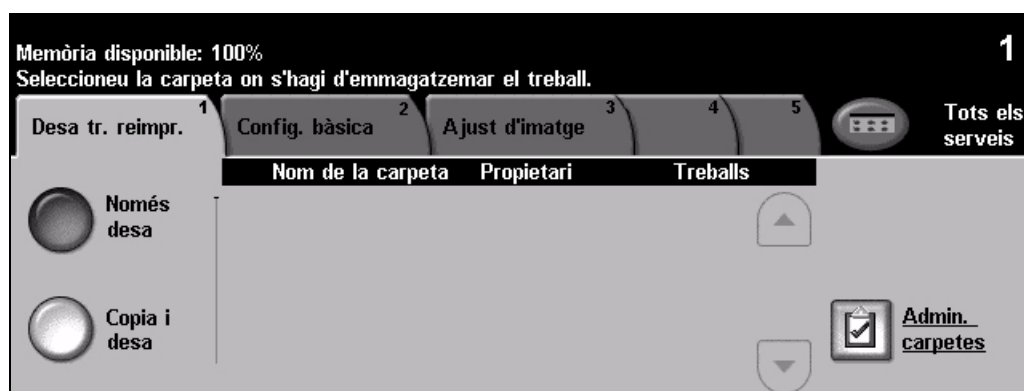 1
Memòria disponible: 100%
Seleccioneu la carpeta on s'hagi d'emmagatzemar el treball.
Desa tr. reimpr. 1
Config. bàsica 2
Ajust d'imatge 3
4
5
Tots els
serveis
Nom de la carpeta Propietari Treballs
Només
desa
Copia i
desa
Admin.
carpetes